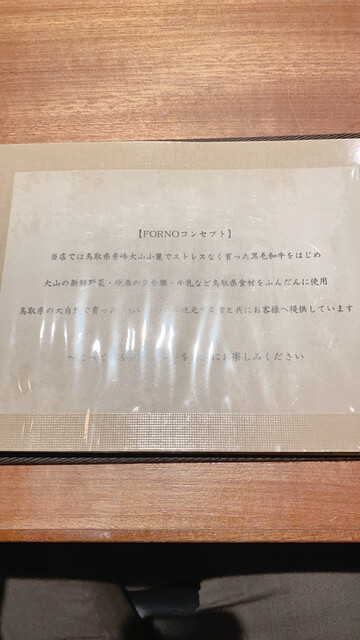 【FORNOコンセプト】
当店では鳥取県秀峰大山山麓でストレスなく育った黒毛和牛をはじめ
大山の新鮮野菜・境港の魚介類・牛乳など鳥取県食材をふんだんに使用
鳥取県の大自然で育った と共にお客様へ提供しています
お楽しみください